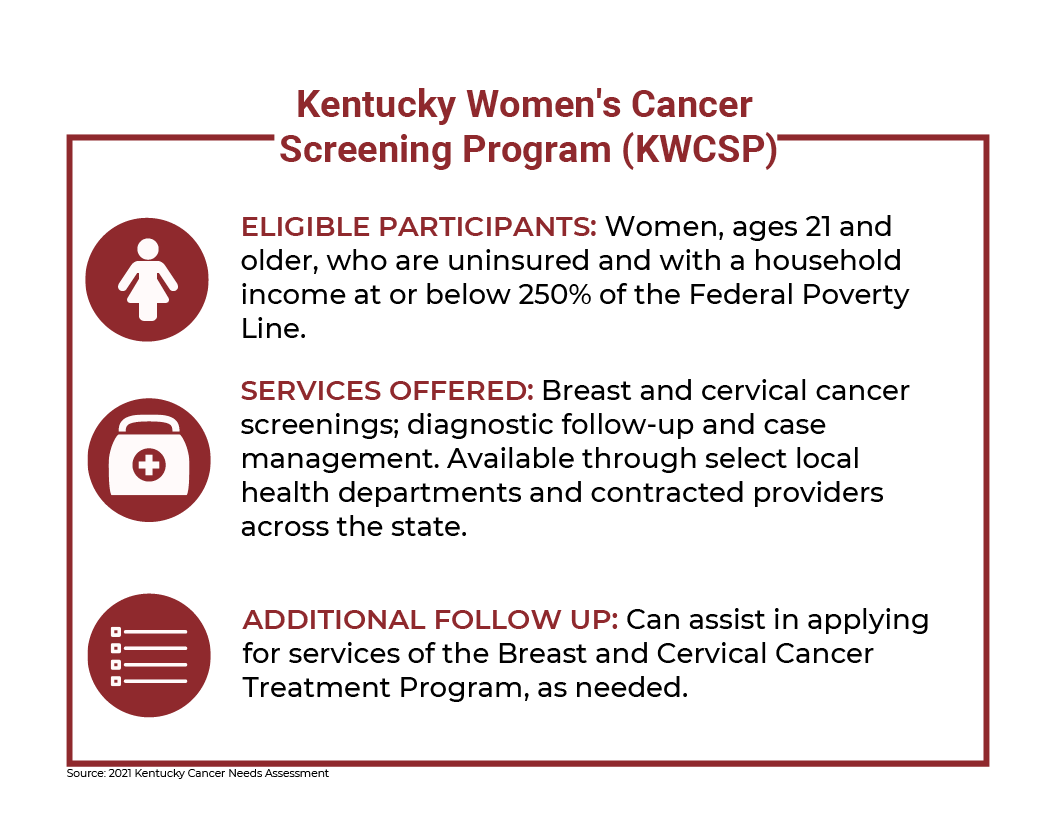 Kentucky Women's Cancer
Screening Program (KWCSP)
ELIGIBLE PARTICIPANTS: Women, ages 21 and
older, who are uninsured and with a household
income at or below 250% of the Federal Poverty
Line.
SERVICES OFFERED: Breast and cervical cancer
screenings; diagnostic follow-up and case
management. Available through select local
health departments and contracted providers
across the state.
ADDITIONAL FOLLOW UP: Can assist in applying
for services of the Breast and Cervical Cancer
Treatment Program, as needed.
Source: 2021 Kentucky Cancer Needs Assessment